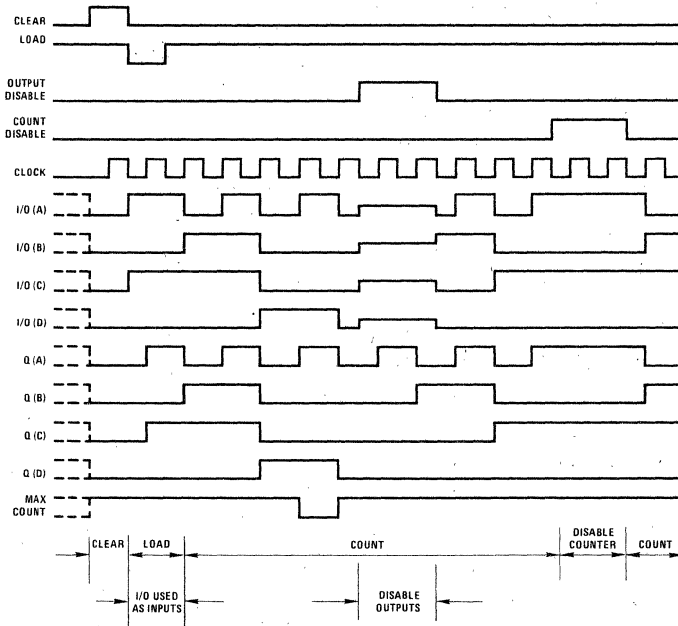 CLEAR
LOAD
OUTPUT
DISABLE
COUNT
DISABLE
CLOCK
I/O (A)
I/O (B)
I/O (C)
I/O (D)
Q (A)
Q (B)
Q (C)
Q (D)
MAX
COUNT
CLEAR
LOAD
COUNT
DISABLE
COUNTER
COUNT
I/O USED
AS INPUTS
DISABLE
OUTPUTS